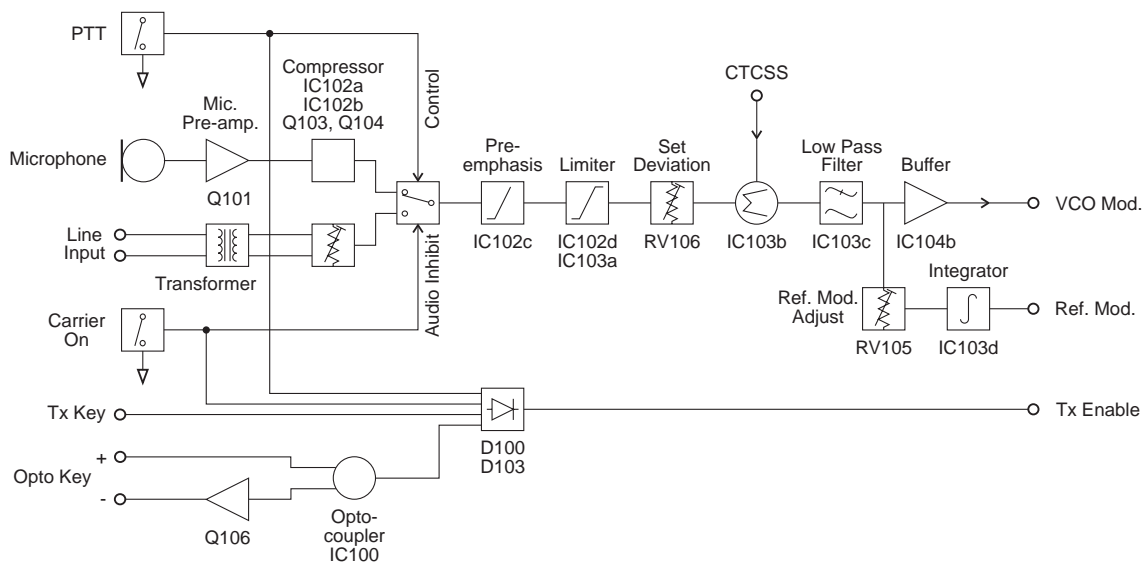 PTT
Compressor
IC102a
IC102b
Q103, Q104
Mic.
Pre-amp.
Q101
Microphone
Control
CTCSS
Pre-
emphasis
IC102c
Limiter
IC102d
IC103a
Set
Deviation
RV106
IC103b
Low Pass
Filter
IC103c
Buffer
IC104b
VCO Mod.
Line
Input
Transformer
Audio Inhibit
Ref. Mod.
Adjust
RV105
Integrator
IC103d
Ref. Mod.
Carrier
On
Tx Key
D100
D103
Tx Enable
Opto Key
+
-
Q106
Opto-
coupler
IC100